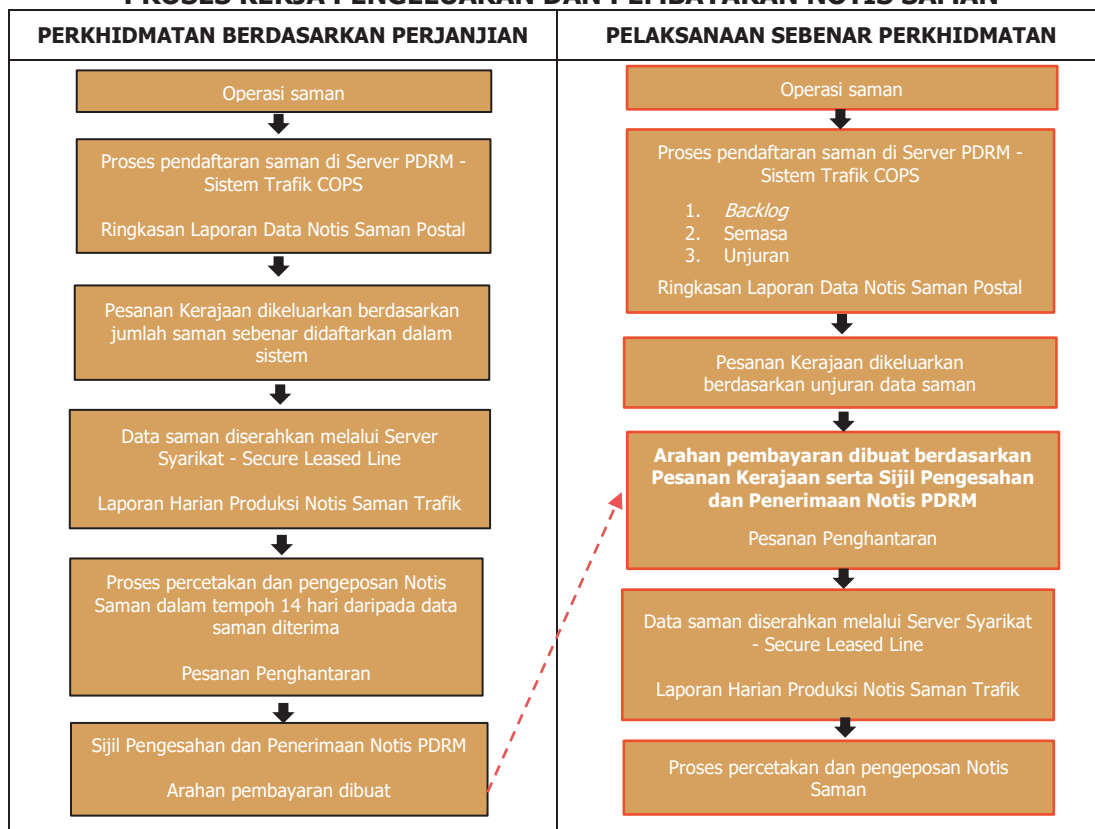 PROSES KERJA PENGELUARAN DAN PEMBAYARAN NOTIS SAMAN
PERKHIDMATAN BERDASARKAN PERJANJIAN
Operasi saman
Proses pendaftaran saman di Server PDRM -
Sistem Trafik COPS
Ringkasan Laporan Data Notis Saman Postal
Pesanan Kerajaan dikeluarkan berdasarkan
jumlah saman sebenar didaftarkan dalam
sistem
Data saman diserahkan melalui Server
Syarikat - Secure Leased Line
Laporan Harian Produksi Notis Saman Trafik
Proses percetakan dan pengeposan Notis
Saman dalam tempoh 14 hari daripada data
saman diterima
Pesanan Penghantaran
Sijil Pengesahan dan Penerimaan Notis PDRM
Arahan pembayaran dibuat
PELAKSANAAN SEBENAR PERKHIDMATAN
Operasi saman
Proses pendaftaran saman di Server PDRM -
Sistem Trafik COPS
1. Backlog
2. Semasa
3. Unjuran
Ringkasan Laporan Data Notis Saman Postal
Pesanan Kerajaan dikeluarkan
berdasarkan unjuran data saman
Arahan pembayaran dibuat berdasarkan
Pesanan Kerajaan serta Sijil Pengesahan
dan Penerimaan Notis PDRM
Pesanan Penghantaran
Data saman diserahkan melalui Server Syarikat
- Secure Leased Line
Laporan Harian Produksi Notis Saman Trafik
Proses percetakan dan pengeposan Notis
Saman